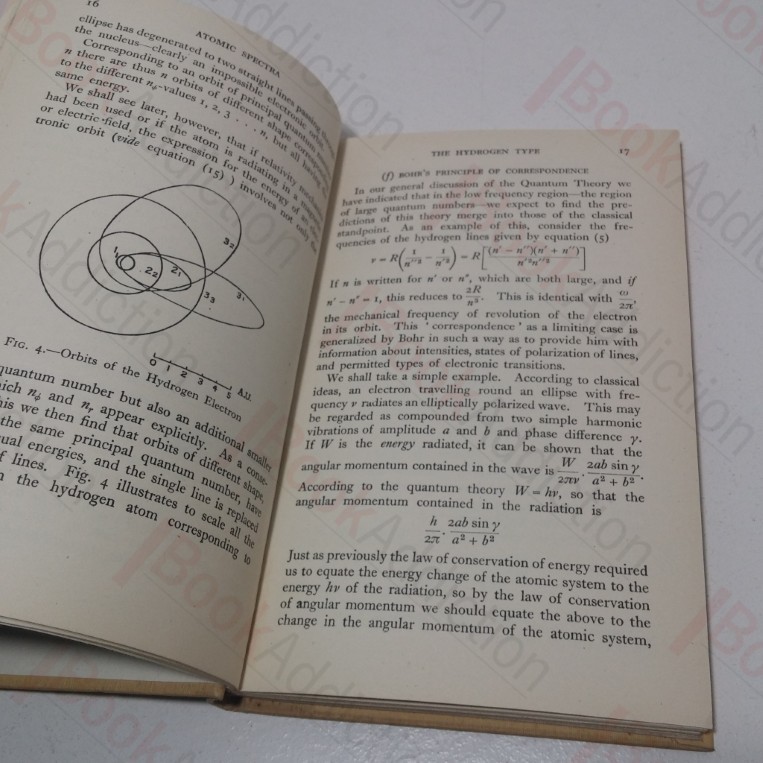 16
ATOMIC SPECTRA
ellipse has degenerated to two straight lines passing
the nucleus—clearly an impossible electronic orbit.
Corresponding to an orbit of principal quantum
n there are thus n orbits of different shape
to the different nφ-values 1, 2, 3 . . . n, but all having
same energy.
We shall see later, however, that if relativity
had been used or if the atom is radiating in a
or electric field, the expression for the energy of an
tronic orbit (vide equation (15) ) involves not only
1₁
2₂
2₁
3₃
3₂
3₁
0 1 2 3 4 5 A.U.
FIG. 4.—Orbits of the Hydrogen Electron
quantum number but also an additional smaller
nφ and nr appear explicitly. As a conse-
this we then find that orbits of different shape,
the same principal quantum number, have
energies, and the single line is replaced
of lines. Fig. 4 illustrates to scale all the
the hydrogen atom corresponding to
THE HYDROGEN TYPE 17
(f) BOHR'S PRINCIPLE OF CORRESPONDENCE
In our general discussion of the Quantum Theory we
have indicated that in the low frequency region—the region
of large quantum numbers—we expect to find the pre-
dictions of this theory merge into those of the classical
standpoint. As an example of this, consider the fre-
quencies of the hydrogen lines given by equation (5)
ν = R(1/n″² − 1/n′²) = R[(n′ − n″)(n′ + n″)/n′²n″²]
If n is written for n′ or n″, which are both large, and if
n′ − n″ = 1, this reduces to 2R/n³. This is identical with ω/2π,
the mechanical frequency of revolution of the electron
in its orbit. This 'correspondence' as a limiting case is
generalized by Bohr in such a way as to provide him with
information about intensities, states of polarization of lines,
and permitted types of electronic transitions.
We shall take a simple example. According to classical
ideas, an electron travelling round an ellipse with fre-
quency ν radiates an elliptically polarized wave. This may
be regarded as compounded from two simple harmonic
vibrations of amplitude a and b and phase difference γ.
If W is the energy radiated, it can be shown that the
angular momentum contained in the wave is W/2πν · 2ab sin γ/a² + b².
According to the quantum theory W = hν, so that the
angular momentum contained in the radiation is
h/2π · 2ab sin γ/a² + b²
Just as previously the law of conservation of energy required
us to equate the energy change of the atomic system to the
energy hν of the radiation, so by the law of conservation
of angular momentum we should equate the above to the
change in the angular momentum of the atomic system,
BookAddiction